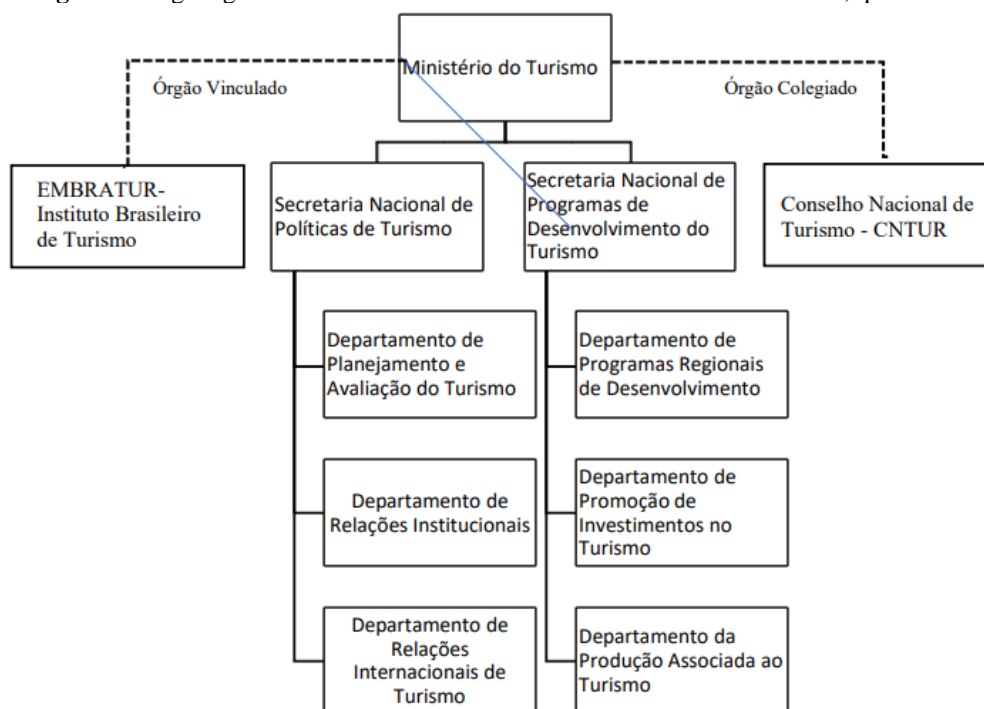 Ministério do Turismo
Órgão Vinculado
Órgão Colegiado
EMBRATUR-
Instituto Brasileiro
de Turismo
Secretaria Nacional de
Políticas de Turismo
Secretaria Nacional de
Programas de
Desenvolvimento do
Turismo
Conselho Nacional de
Turismo - CNTUR
Departamento de
Planejamento e
Avaliação do Turismo
Departamento de
Programas Regionais
de Desenvolvimento
Departamento de
Relações Institucionais
Departamento de
Promoção de
Investimentos no
Turismo
Departamento de
Relações
Internacionais de
Turismo
Departamento da
Produção Associada ao
Turismo